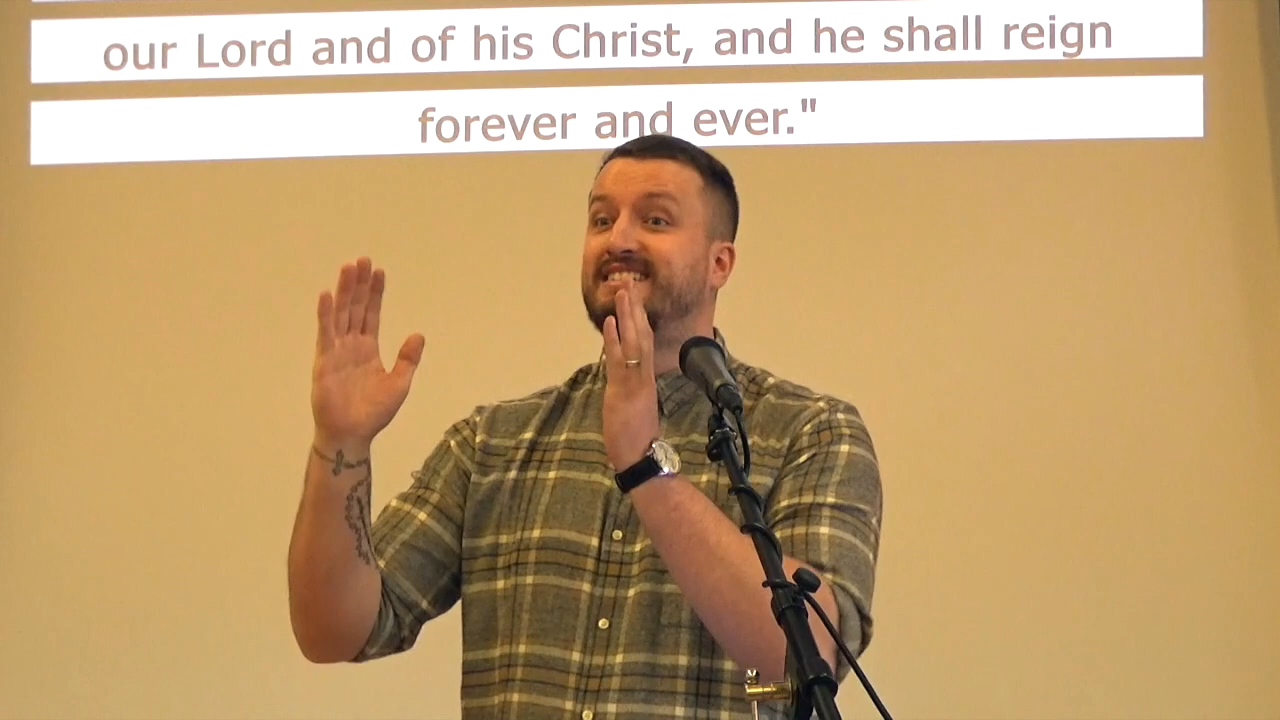 our Lord and of his Christ, and he shall reign
forever and ever."